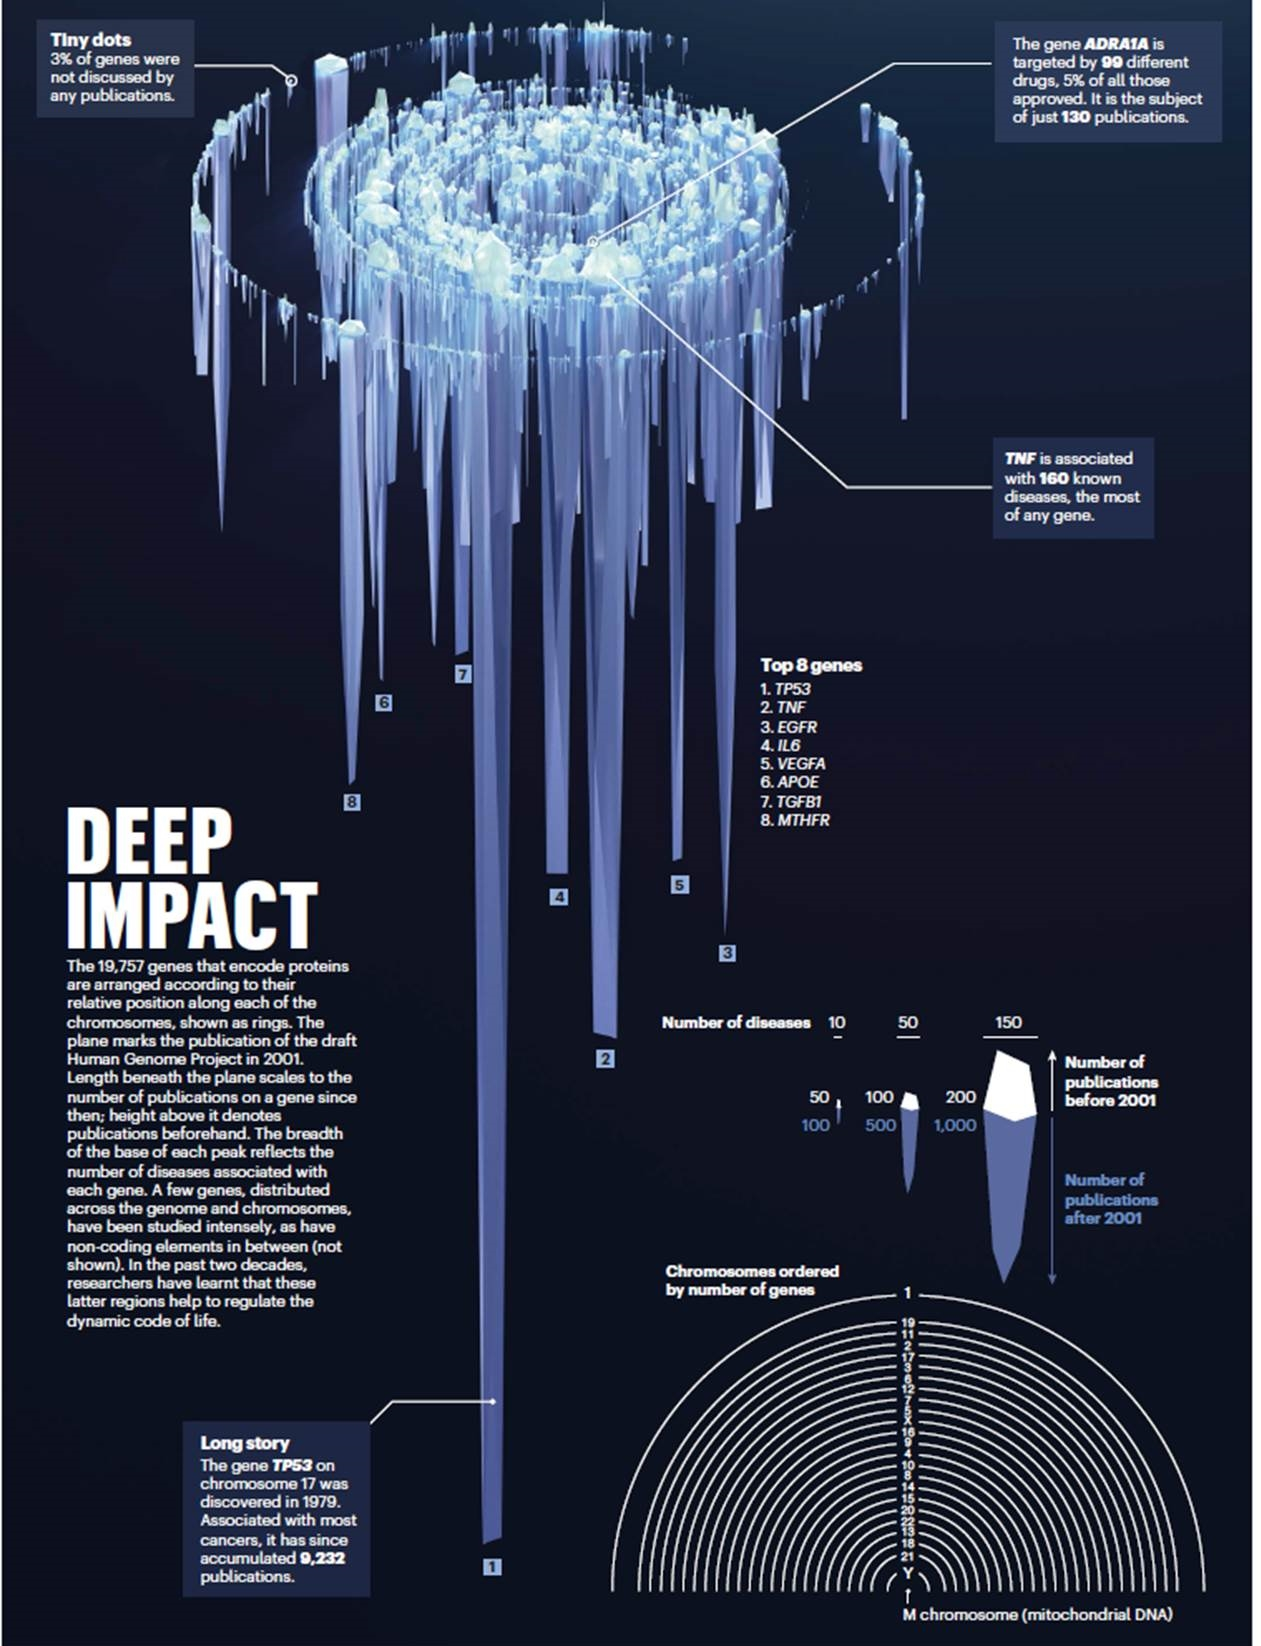 Tiny dots
3% of genes were
not discussed by
any publications.
The gene ADRA1A is
targeted by 99 different
drugs, 5% of all those
approved. It is the subject
of just 130 publications.
TNF is associated
with 160 known
diseases, the most
of any gene.
Top 8 genes
1. TP53
2. TNF
3. EGFR
4. IL6
5. VEGFA
6. APOE
7. TGFB1
8. MTHFR
7
6
8
4
5
3
2
1
DEEP
IMPACT
The 19,757 genes that encode proteins
are arranged according to their
relative position along each of the
chromosomes, shown as rings. The
plane marks the publication of the draft
Human Genome Project in 2001.
Length beneath the plane scales to the
number of publications on a gene since
then; height above it denotes
publications beforehand. The breadth
of the base of each peak reflects the
number of diseases associated with
each gene. A few genes, distributed
across the genome and chromosomes,
have been studied intensely, as have
non-coding elements in between (not
shown). In the past two decades,
researchers have learnt that these
latter regions help to regulate the
dynamic code of life.
Number of diseases 10 50 150
50 100 200
100 500 1,000
Number of
publications
before 2001
Number of
publications
after 2001
Long story
The gene TP53 on
chromosome 17 was
discovered in 1979.
Associated with most
cancers, it has since
accumulated 9,232
publications.
Chromosomes ordered
by number of genes
1
19
11
2
17
3
6
12
7
5
X
16
9
4
10
8
14
15
20
22
13
18
21
Y
M chromosome (mitochondrial DNA)